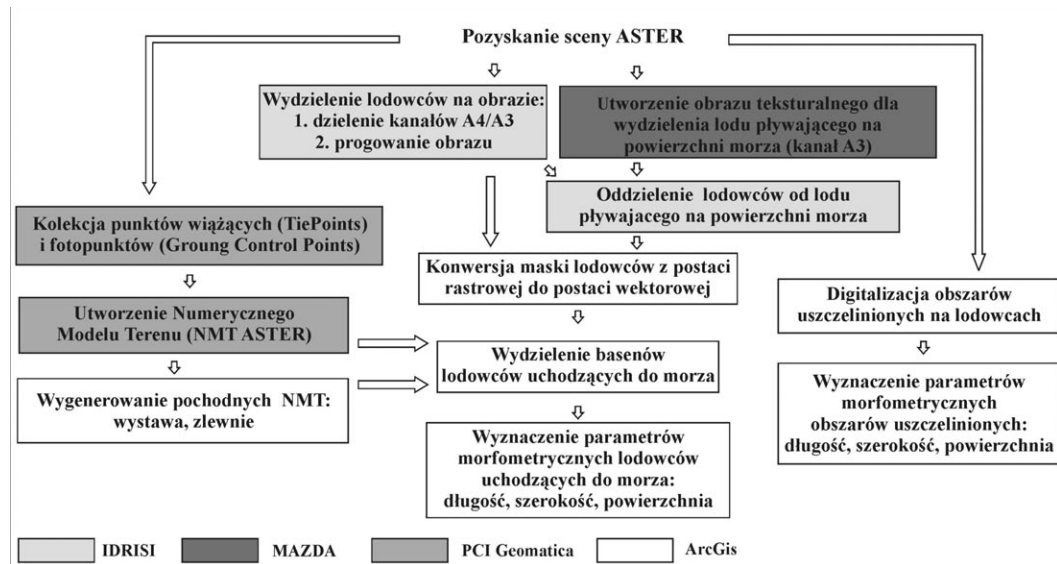 Pozyskanie sceny ASTER
Wydzielenie lodowców na obrazie:
1. dzielenie kanałów A4/A3
2. progowanie obrazu
Utworzenie obrazu teksturalnego dla
wydzielenia lodu pływającego na
powierzchni morza (kanał A3)
Oddzielenie lodowców od lodu
pływajacego na powierzchni morza
Kolekcja punktów wiążących (TiePoints)
i fotopunktów (Groung Control Points)
Konwersja maski lodowców z postaci
rastrowej do postaci wektorowej
Utworzenie Numerycznego
Modelu Terenu (NMT ASTER)
Digitalizacja obszarów
uszczelinionych na lodowcach
Wydzielenie basenów
lodowców uchodzących do morza
Wygenerowanie pochodnych NMT:
wystawa, zlewnie
Wyznaczenie parametrów
morfometrycznych
obszarów uszczelinionych:
długość, szerokość, powierzchnia
Wyznaczenie parametrów
morfometrycznych lodowców
uchodzących do morza:
długość, szerokość, powierzchnia
IDRISI
MAZDA
PCI Geomatica
ArcGis